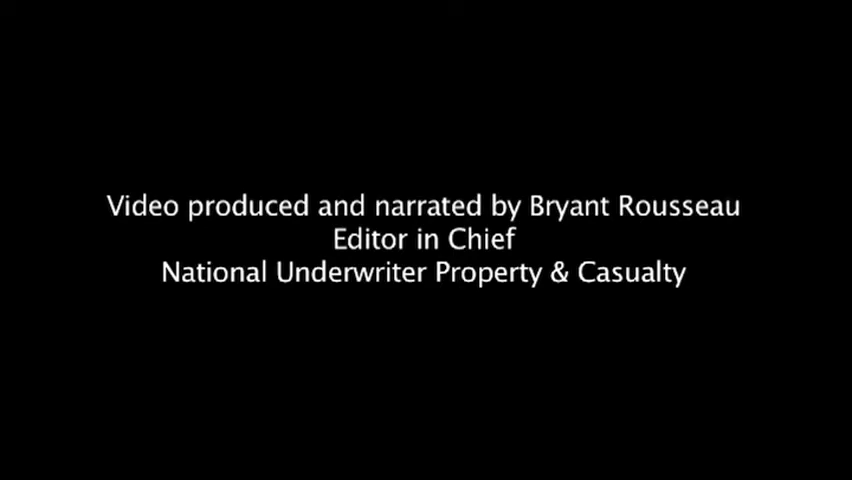 Video produced and narrated by Bryant Rousseau
Editor in Chief
National Underwriter Property & Casualty